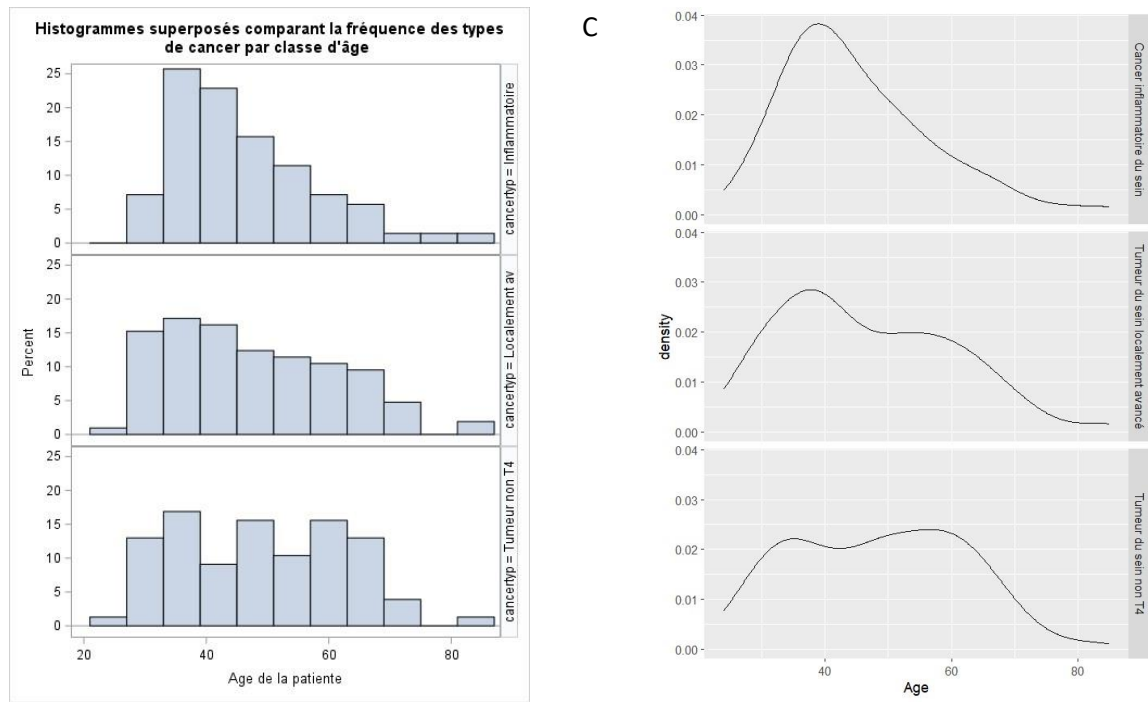 Histogrammes superposés comparant la fréquence des types
de cancer par classe d'âge
25
20
15
10
5
0
cancertyp = Inflammatoire
25
20
15
10
5
0
cancertyp = Localement av
25
20
15
10
5
0
cancertyp = Tumeur non T4
Percent
20 40 60 80
Age de la patiente
C
0.04
0.03
0.02
0.01
0.00
Cancer inflammatoire du sein
0.04
0.03
0.02
0.01
0.00
Tumeur du sein localement avancé
0.04
0.03
0.02
0.01
0.00
Tumeur du sein non T4
density
40 60 80
Age